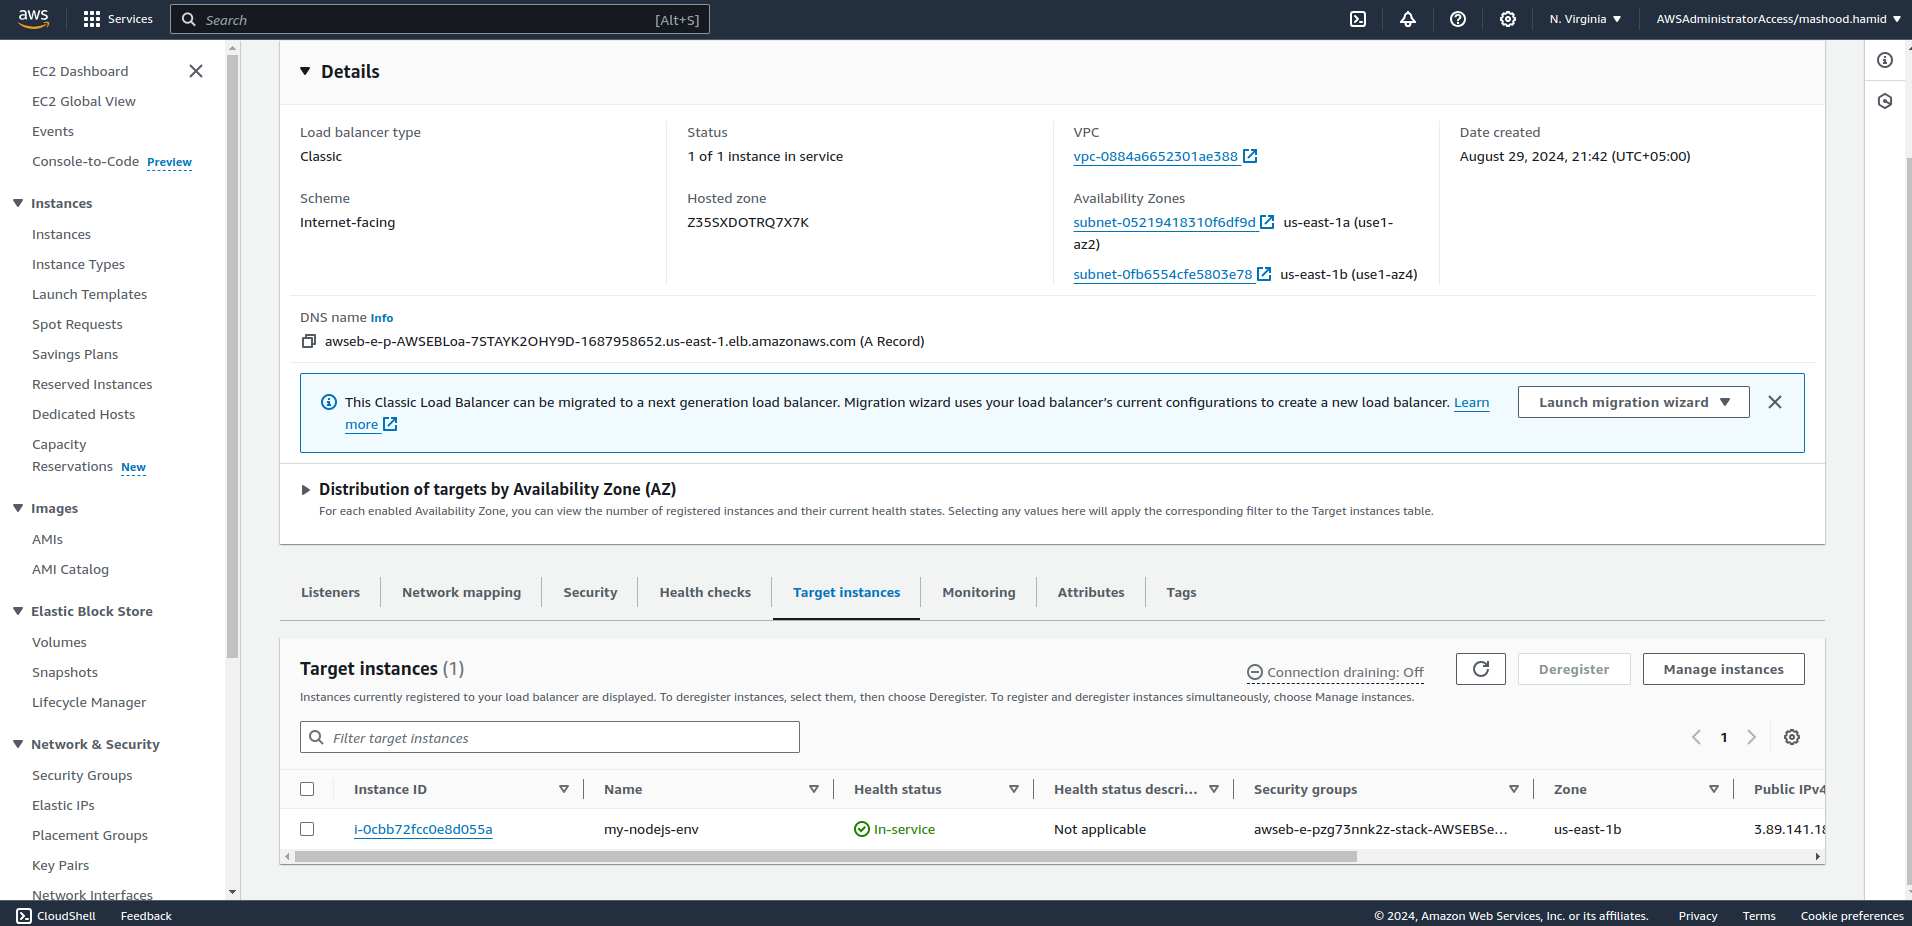 aws
Services
Search [Alt+S]
N. Virginia
AWSAdministratorAccess/mashood.hamid
EC2 Dashboard
EC2 Global View
Events
Console-to-Code Preview
Instances
Instances
Instance Types
Launch Templates
Spot Requests
Savings Plans
Reserved Instances
Dedicated Hosts
Capacity
Reservations New
Images
AMIs
AMI Catalog
Elastic Block Store
Volumes
Snapshots
Lifecycle Manager
Network & Security
Security Groups
Elastic IPs
Placement Groups
Key Pairs
Network Interfaces
Details
Load balancer type
Classic
Status
1 of 1 instance in service
VPC
vpc-0884a6652301ae388
Date created
August 29, 2024, 21:42 (UTC+05:00)
Scheme
Internet-facing
Hosted zone
Z35SXDOTRQ7X7K
Availability Zones
subnet-05219418310f6df9d us-east-1a (use1-
az2)
subnet-0fb6554cfe5803e78 us-east-1b (use1-az4)
DNS name Info
awseb-e-p-AWSEBLoa-7STAYK2OHY9D-1687958652.us-east-1.elb.amazonaws.com (A Record)
This Classic Load Balancer can be migrated to a next generation load balancer. Migration wizard uses your load balancer's current configurations to create a new load balancer. Learn
more
Launch migration wizard
Distribution of targets by Availability Zone (AZ)
For each enabled Availability Zone, you can view the number of registered instances and their current health states. Selecting any values here will apply the corresponding filter to the Target instances table.
Listeners
Network mapping
Security
Health checks
Target instances
Monitoring
Attributes
Tags
Target instances (1)
Connection draining: Off
Deregister
Manage instances
Instances currently registered to your load balancer are displayed. To deregister instances, select them, then choose Deregister. To register and deregister instances simultaneously, choose Manage instances.
Filter target instances
1
Instance ID Name Health status Health status descri... Security groups Zone Public IPv4
i-0cbb72fcc0e8d055a my-nodejs-env In-service Not applicable awseb-e-pzg73nnk2z-stack-AWSEBSe... us-east-1b 3.89.141.18
CloudShell
Feedback
© 2024, Amazon Web Services, Inc. or its affiliates.
Privacy
Terms
Cookie preferences